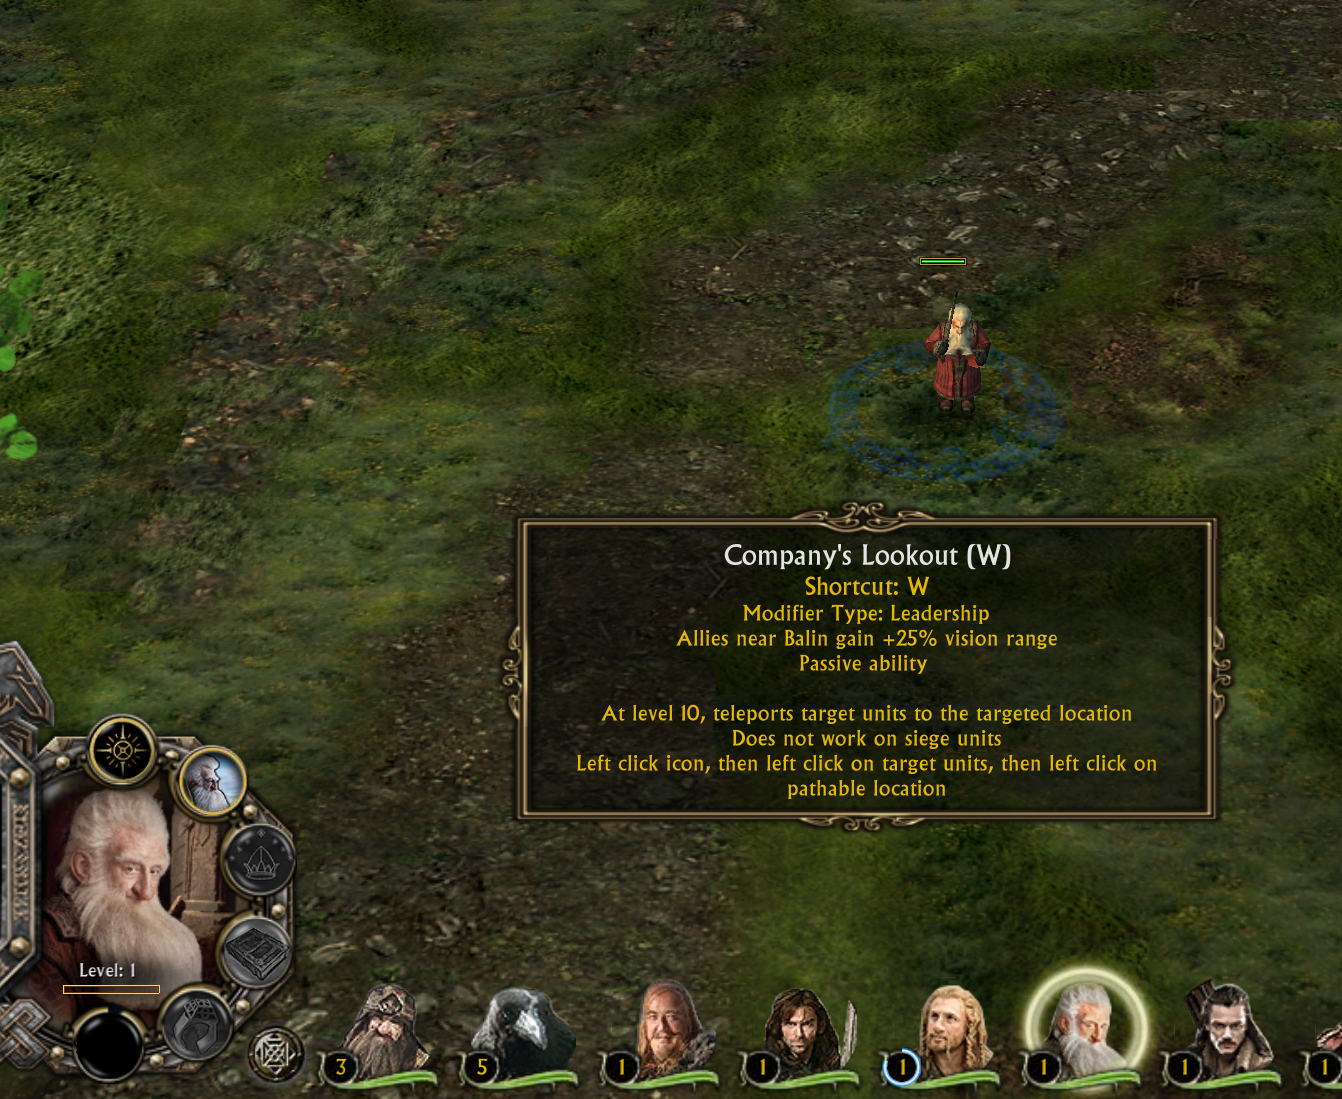 Company's Lookout (W)
Shortcut: W
Modifier Type: Leadership
Allies near Balin gain +25% vision range
Passive ability
At level 10, teleports target units to the targeted location
Does not work on siege units
Left click icon, then left click on target units, then left click on
pathable location
Level: 1
3
5
1
1
1
1
1
1